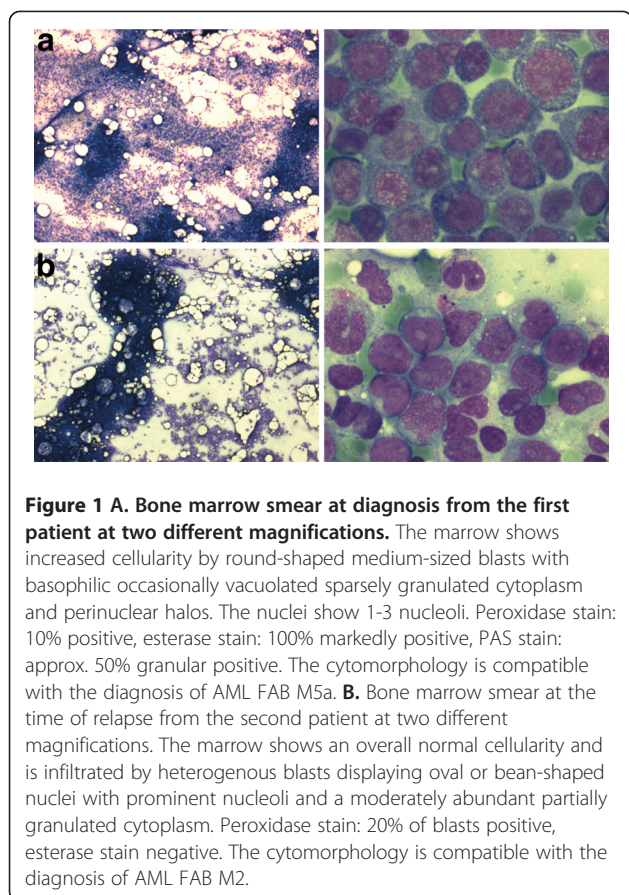 a
b
Figure 1 A. Bone marrow smear at diagnosis from the first
patient at two different magnifications. The marrow shows
increased cellularity by round-shaped medium-sized blasts with
basophilic occasionally vacuolated sparsely granulated cytoplasm
and perinuclear halos. The nuclei show 1-3 nucleoli. Peroxidase stain:
10% positive, esterase stain: 100% markedly positive, PAS stain:
approx. 50% granular positive. The cytomorphology is compatible
with the diagnosis of AML FAB M5a. B. Bone marrow smear at the
time of relapse from the second patient at two different
magnifications. The marrow shows an overall normal cellularity and
is infiltrated by heterogenous blasts displaying oval or bean-shaped
nuclei with prominent nucleoli and a moderately abundant partially
granulated cytoplasm. Peroxidase stain: 20% of blasts positive,
esterase stain negative. The cytomorphology is compatible with the
diagnosis of AML FAB M2.